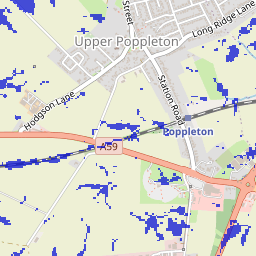 Street
Long Ridge Lane
Upper Poppleton
Station Road
Hodgson Lane
Poppleton
A59